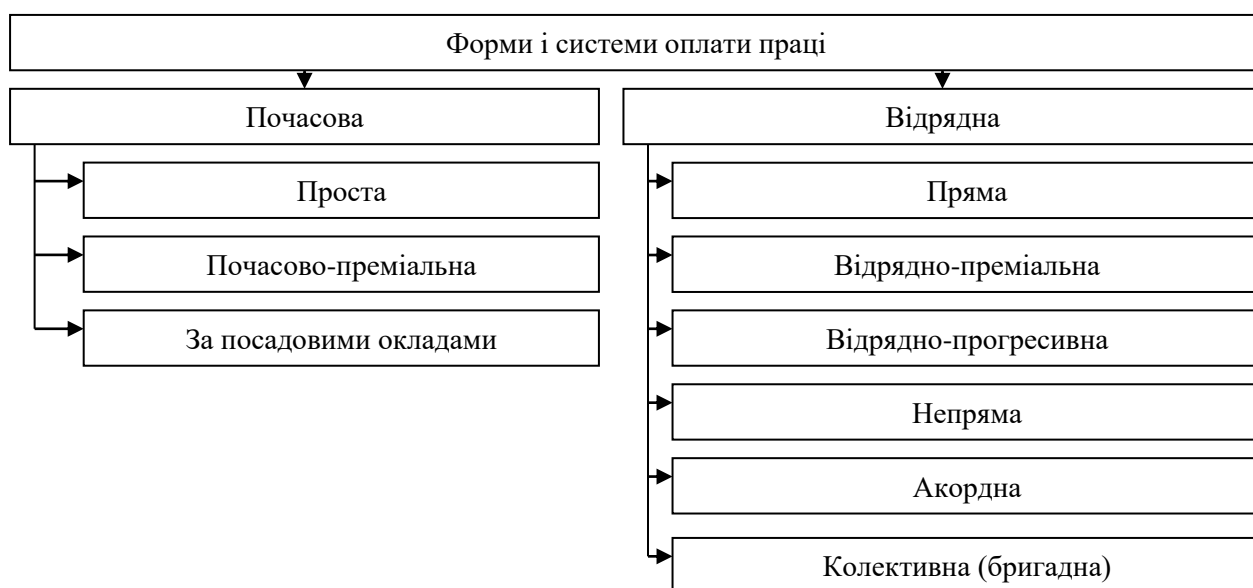 Форми і системи оплати праці
Почасова
Відрядна
Проста
Пряма
Почасово-преміальна
Відрядно-преміальна
За посадовими окладами
Відрядно-прогресивна
Непряма
Акордна
Колективна (бригадна)